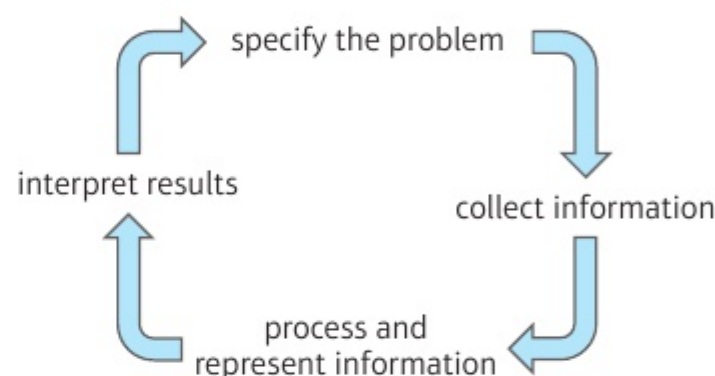 specify the problem
collect information
process and
represent information
interpret results